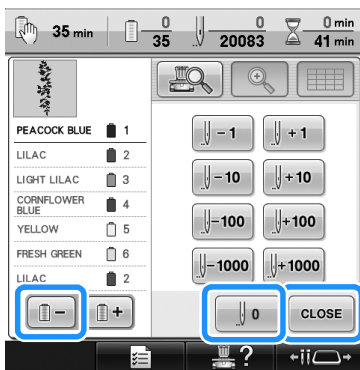 35 min
0
35
0
20083
0 min
41 min
PEACOCK BLUE 1
LILAC 2
LIGHT LILAC 3
CORNFLOWER
BLUE 4
YELLOW 5
FRESH GREEN 6
LILAC 2
- 1
+ 1
- 10
+ 10
-100
+100
-1000
+1000
-
+
0
CLOSE
?